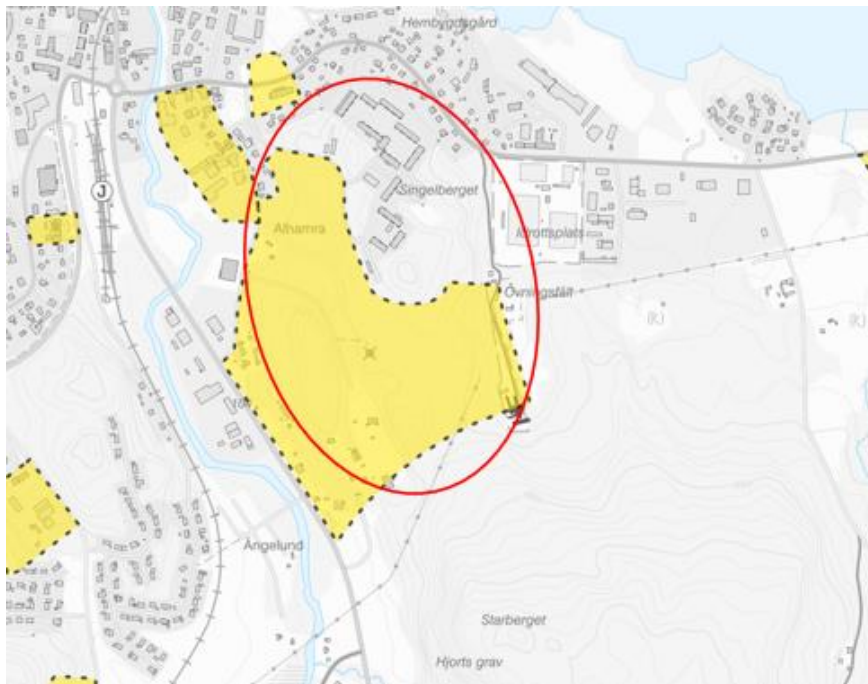 Hembygdsgård
J
Singelberget
Alhamra
Idrottsplats
Övningsfält
(k)
(k)
Ängelund
Starberget
Hjorts grav